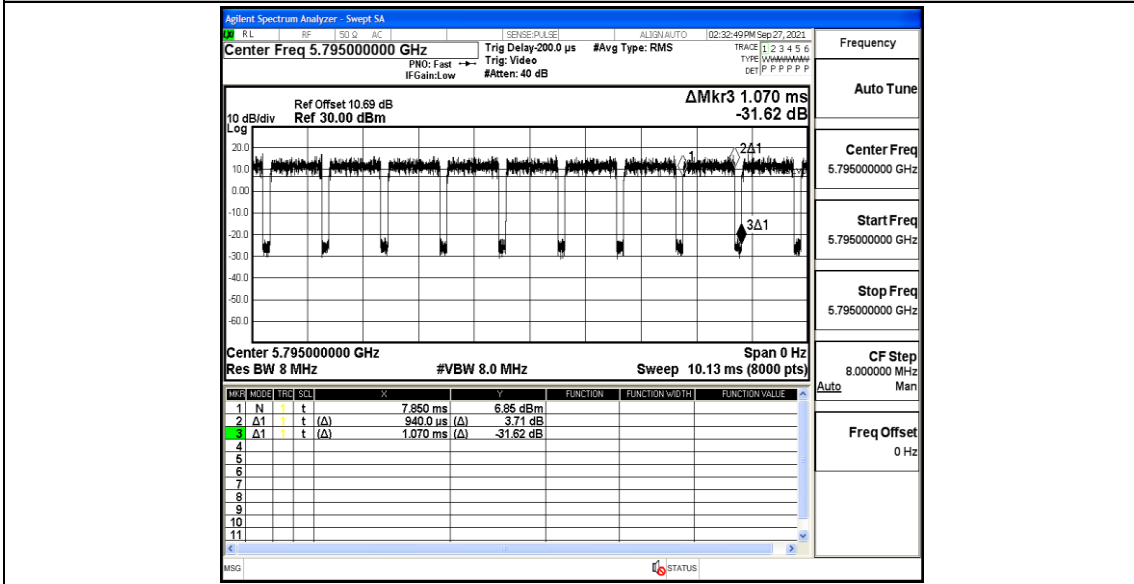 Agilent Spectrum Analyzer - Swept SA
RL RF 50 Ω AC SENSE:PULSE ALIGN AUTO 02:32:49 PM Sep 27, 2021
Center Freq 5.795000000 GHz Trig Delay-200.0 µs #Avg Type: RMS TRACE 1 2 3 4 5 6
PNO: Fast Trig: Video TYPE
IFGain:Low #Atten: 40 dB DET P P P P P P
Ref Offset 10.69 dB ΔMkr3 1.070 ms
10 dB/div Ref 30.00 dBm -31.62 dB
Log
20.0
10.0
0.00
-10.0
-20.0
-30.0
-40.0
-50.0
-60.0
1
2Δ1
3Δ1
Center 5.795000000 GHz Span 0 Hz
Res BW 8 MHz #VBW 8.0 MHz Sweep 10.13 ms (8000 pts)
MKR MODE TRC SCL X Y FUNCTION FUNCTION WIDTH FUNCTION VALUE
1 N 1 t 7.850 ms 6.85 dBm
2 Δ1 1 t (Δ) 940.0 µs (Δ) 3.71 dB
3 Δ1 1 t (Δ) 1.070 ms (Δ) -31.62 dB
4
5
6
7
8
9
10
11
MSG STATUS
Frequency
Auto Tune
Center Freq
5.795000000 GHz
Start Freq
5.795000000 GHz
Stop Freq
5.795000000 GHz
CF Step
8.000000 MHz
Auto Man
Freq Offset
0 Hz